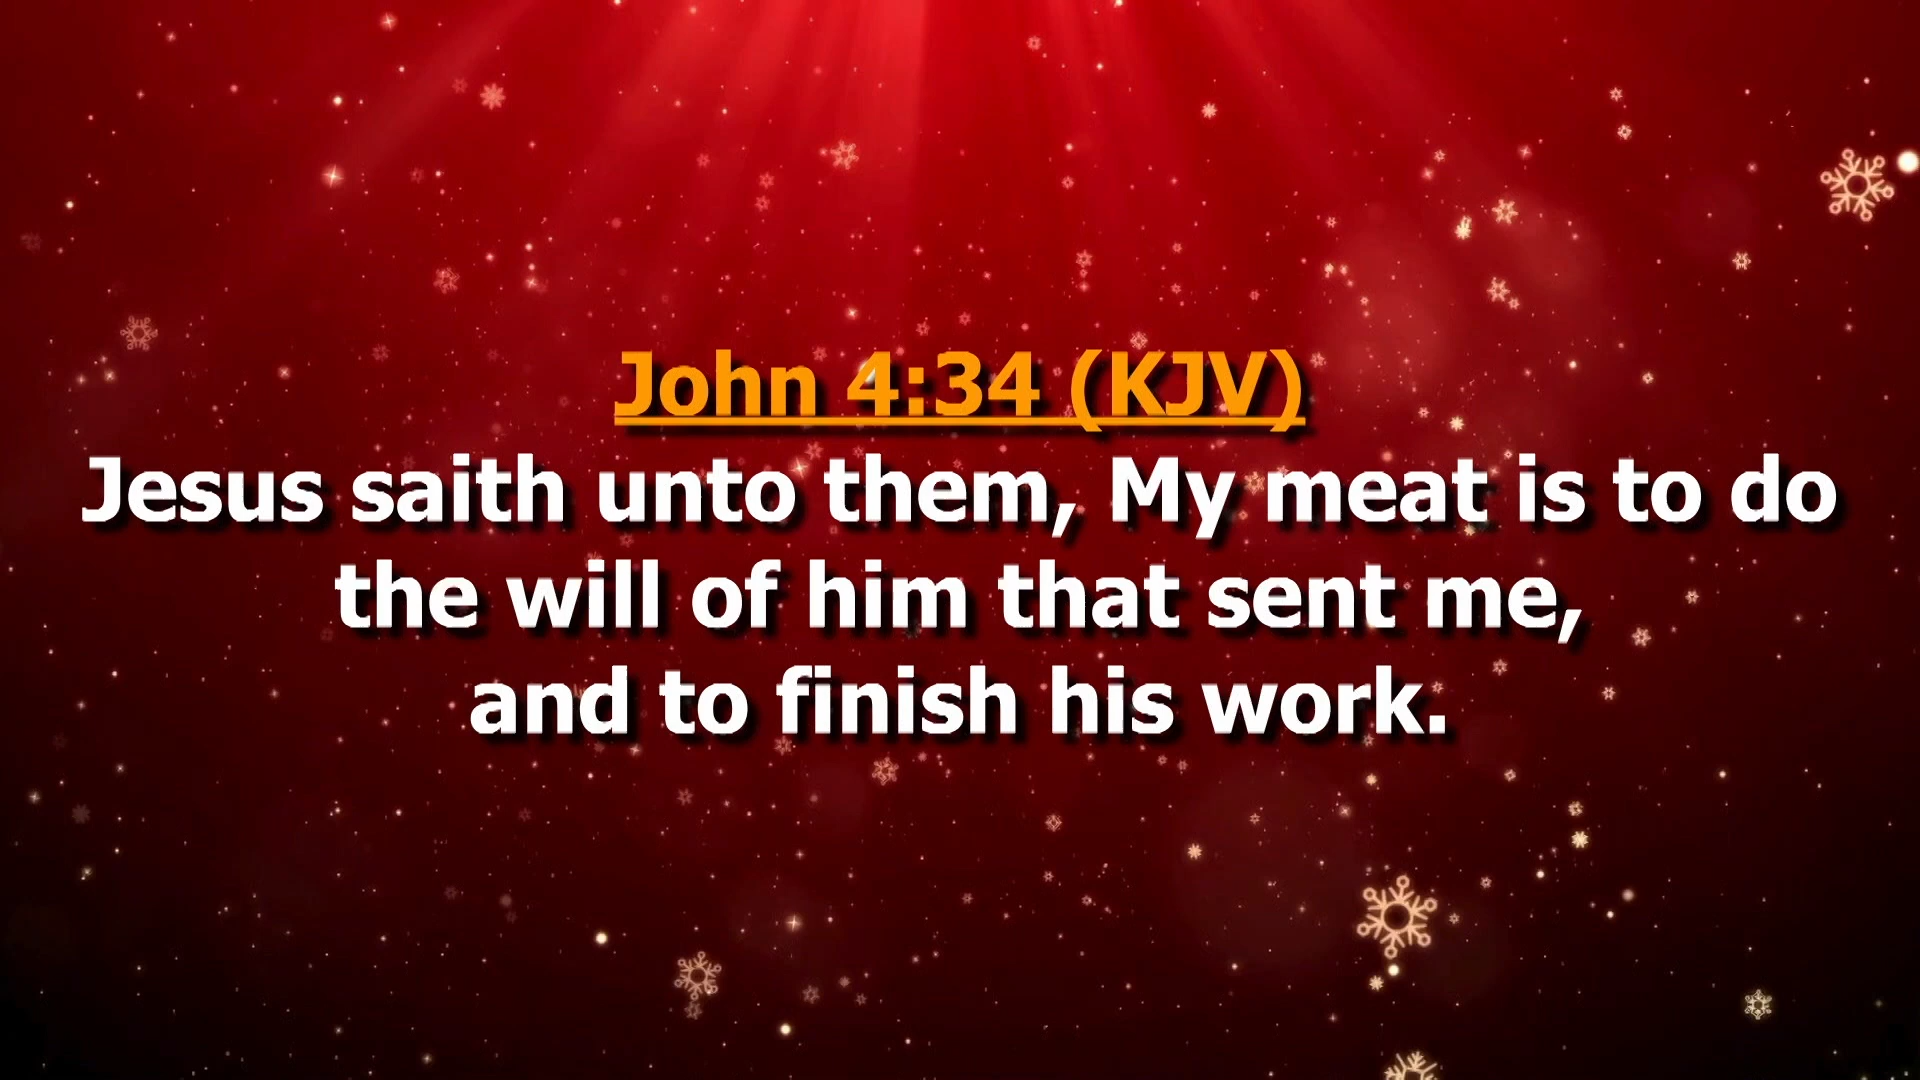 John 4:34 (KJV)
Jesus saith unto them, My meat is to do
the will of him that sent me,
and to finish his work.